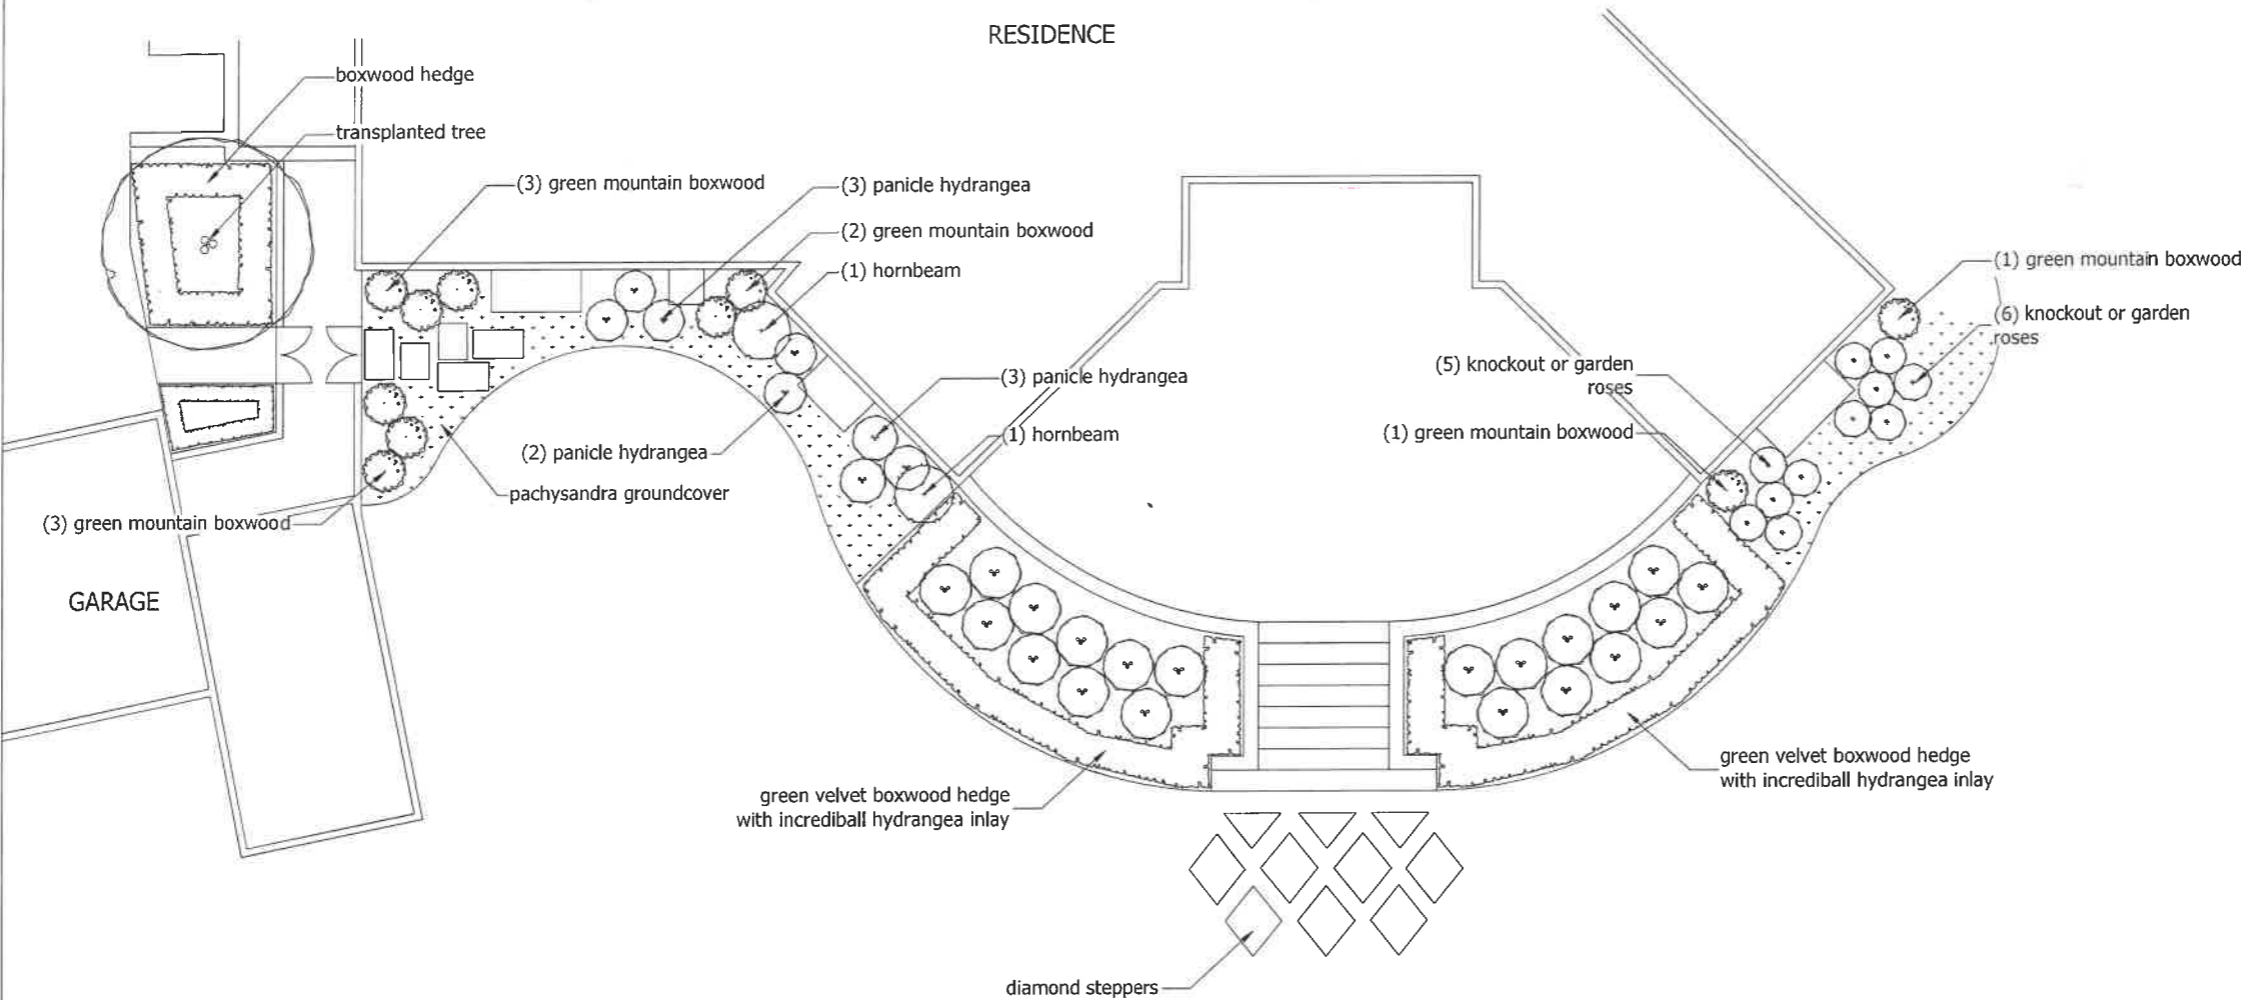 RESIDENCE
boxwood hedge
transplanted tree
(3) green mountain boxwood
(3) panicle hydrangea
(2) green mountain boxwood
(1) hornbeam
(1) green mountain boxwood
(6) knockout or garden
roses
(5) knockout or garden
roses
(3) panicle hydrangea
(1) hornbeam
(1) green mountain boxwood
(2) panicle hydrangea
pachysandra groundcover
(3) green mountain boxwood
GARAGE
green velvet boxwood hedge
with incrediball hydrangea inlay
green velvet boxwood hedge
with incrediball hydrangea inlay
diamond steppers